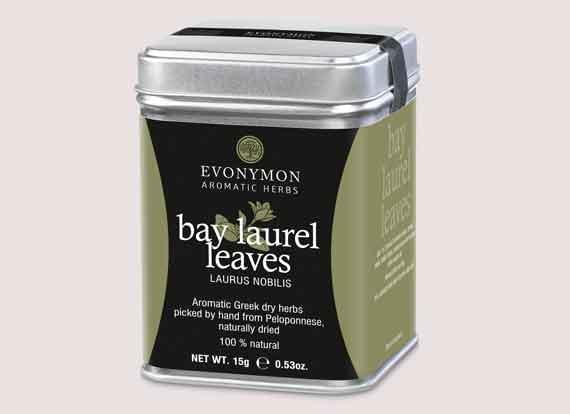 EVONYMON
EVONYMON
AROMATIC HERBS
bay laurel
leaves
LAURUS NOBILIS
Aromatic Greek dry herbs
picked by hand from Peloponnese,
naturally dried
100 % natural
NET WT. 15g ℮ 0.53oz.
bay
laurel
leaves